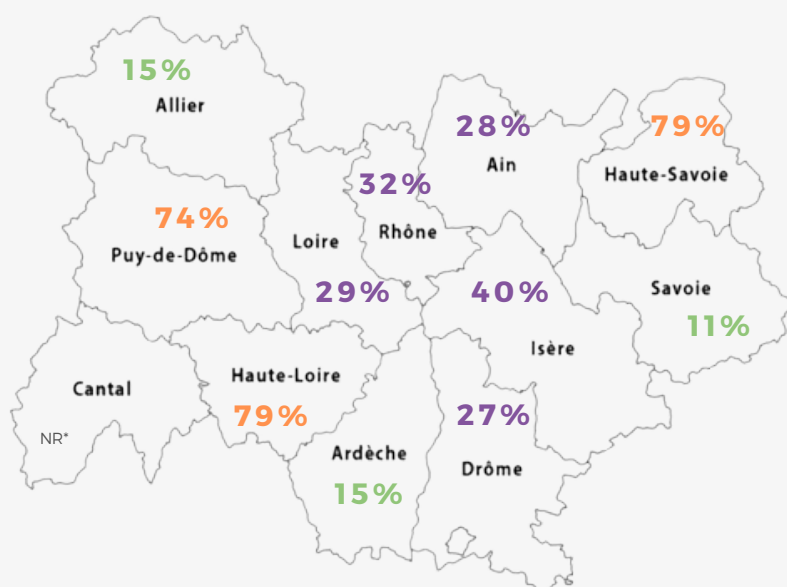 15%
Allier
28%
Ain
79%
Haute-Savoie
32%
Rhône
74%
Puy-de-Dôme
Loire
29%
40%
Isère
Savoie
11%
Cantal
NR*
Haute-Loire
79%
27%
Drôme
Ardèche
15%